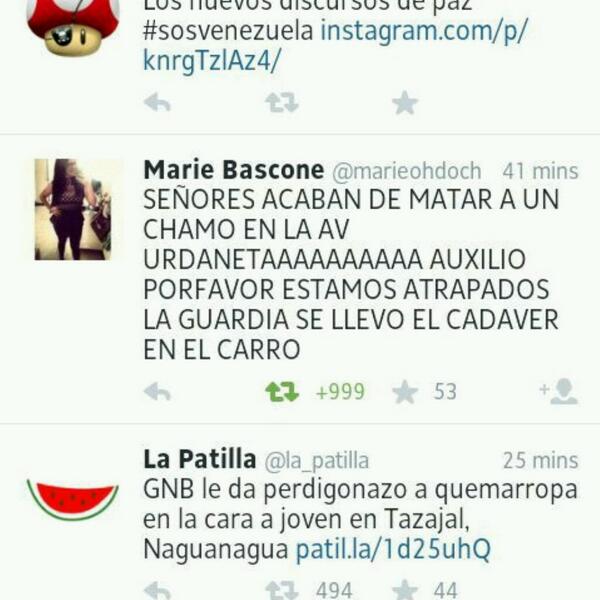 Los nuevos discursos de paz
#sosvenezuela instagram.com/p/
knrgTzlAz4/
Marie Bascone @marieohdoch 41 mins
SEÑORES ACABAN DE MATAR A UN
CHAMO EN LA AV
URDANETAAAAAAAAAA AUXILIO
PORFAVOR ESTAMOS ATRAPADOS
LA GUARDIA SE LLEVO EL CADAVER
EN EL CARRO
+999 53
La Patilla @la_patilla 25 mins
GNB le da perdigonazo a quemarropa
en la cara a joven en Tazajal,
Naguanagua patil.la/1d25uhQ
494 44